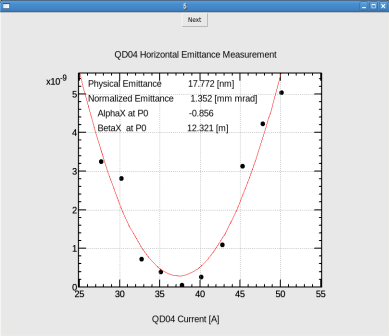 5
Next
QD04 Horizontal Emittance Measurement
x10-9
Physical Emittance 17.772 [nm]
Normalized Emittance 1.352 [mm mrad]
AlphaX at P0 -0.856
BetaX at P0 12.321 [m]
5
4
3
2
1
0
25 30 35 40 45 50 55
QD04 Current [A]